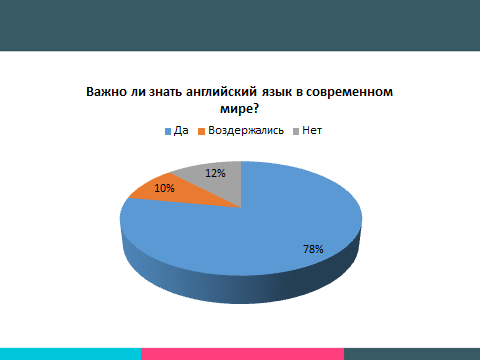 Важно ли знать английский язык в современном
мире?
Да Воздержались Нет
12%
10%
78%